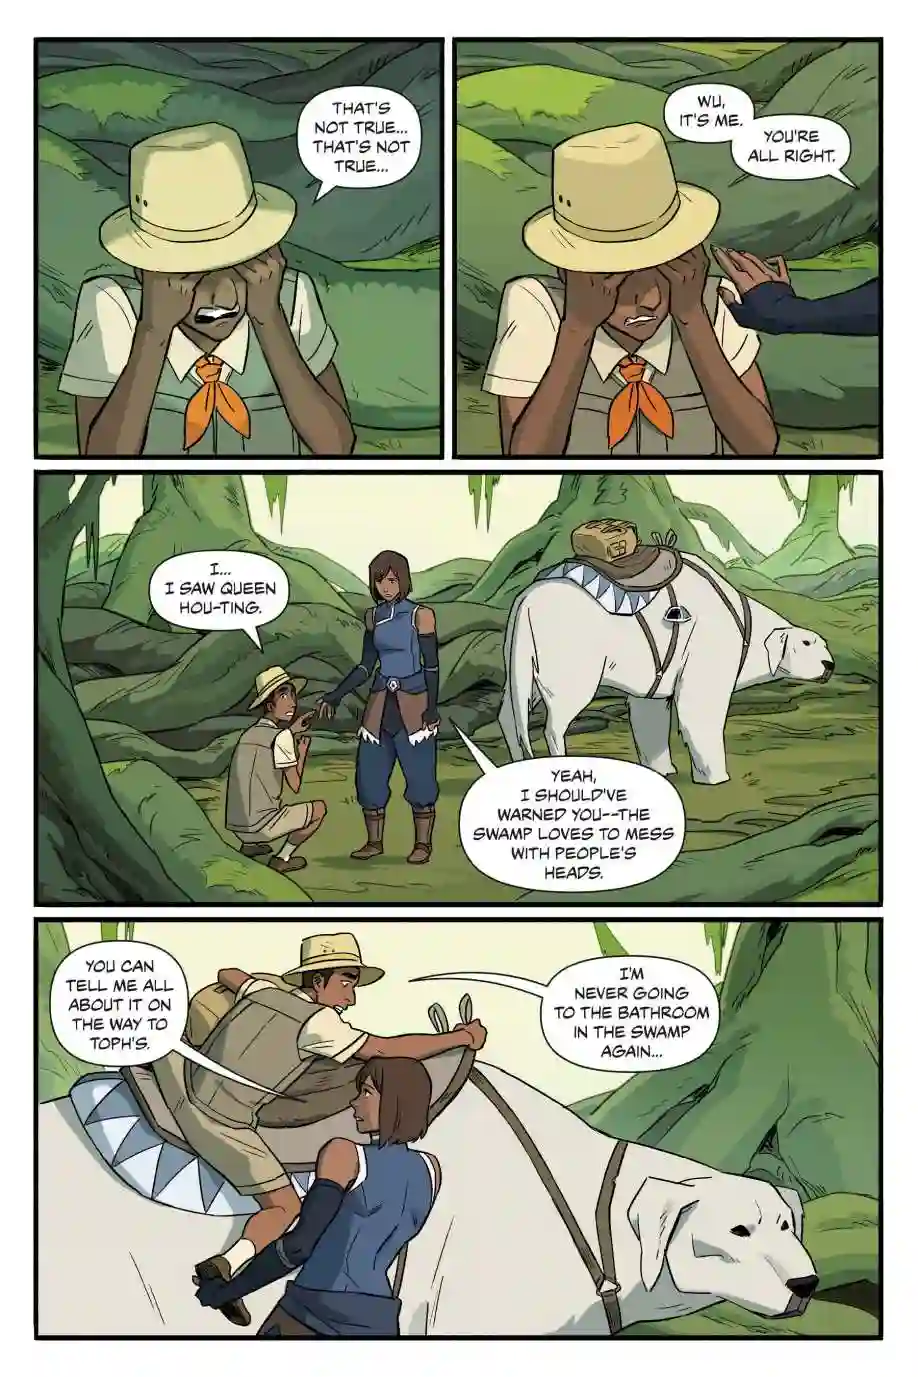 THAT'S
NOT TRUE...
THAT'S NOT
TRUE...
WU,
IT'S ME.
YOU'RE
ALL RIGHT.
I...
I SAW QUEEN
HOU-TING.
YEAH,
I SHOULD'VE
WARNED YOU--THE
SWAMP LOVES TO MESS
WITH PEOPLE'S
HEADS.
YOU CAN
TELL ME ALL
ABOUT IT ON
THE WAY TO
TOPH'S.
I'M
NEVER GOING
TO THE BATHROOM
IN THE SWAMP
AGAIN...